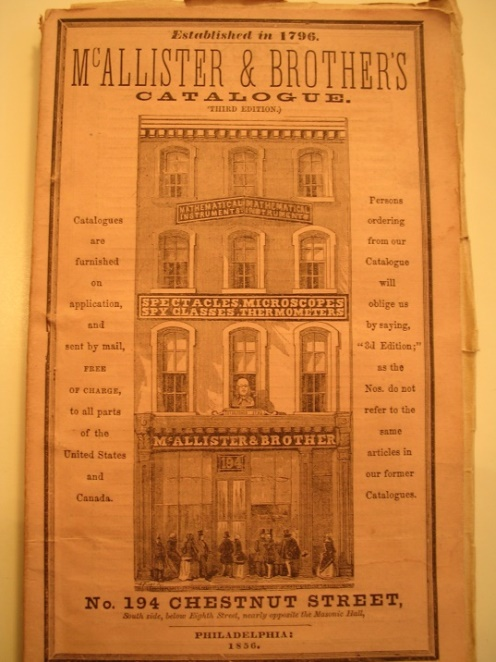 Established in 1796.
McALLISTER & BROTHER'S
CATALOGUE.
(THIRD EDITION.)
MATHEMATICAL MATHEMATICAL
INSTRUMENTS INSTRUMENTS
SPECTACLES, MICROSCOPES
SPY GLASSES, THERMOMETERS
McALLISTER & BROTHER
194
Catalogues
are
furnished
on
application,
and
sent by mail,
FREE
OF CHARGE,
to all parts
of the
United States
and
Canada.
Persons
ordering
from our
Catalogue
will
oblige us
by saying,
"3d Edition;"
as the
Nos. do not
refer to the
same
articles in
our former
Catalogues.
No. 194 CHESTNUT STREET,
South side, below Eighth Street, nearly opposite the Masonic Hall,
PHILADELPHIA:
1856.